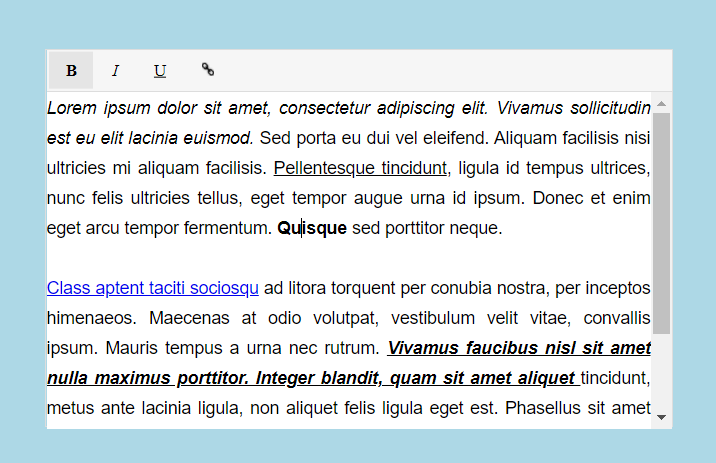 B I U
Lorem ipsum dolor sit amet, consectetur adipiscing elit. Vivamus sollicitudin
est eu elit lacinia euismod. Sed porta eu dui vel eleifend. Aliquam facilisis nisi
ultricies mi aliquam facilisis. Pellentesque tincidunt, ligula id tempus ultrices,
nunc felis ultricies tellus, eget tempor augue urna id ipsum. Donec et enim
eget arcu tempor fermentum. Quisque sed porttitor neque.
Class aptent taciti sociosqu ad litora torquent per conubia nostra, per inceptos
himenaeos. Maecenas at odio volutpat, vestibulum velit vitae, convallis
ipsum. Mauris tempus a urna nec rutrum. Vivamus faucibus nisl sit amet
nulla maximus porttitor. Integer blandit, quam sit amet aliquet tincidunt,
metus ante lacinia ligula, non aliquet felis ligula eget est. Phasellus sit amet